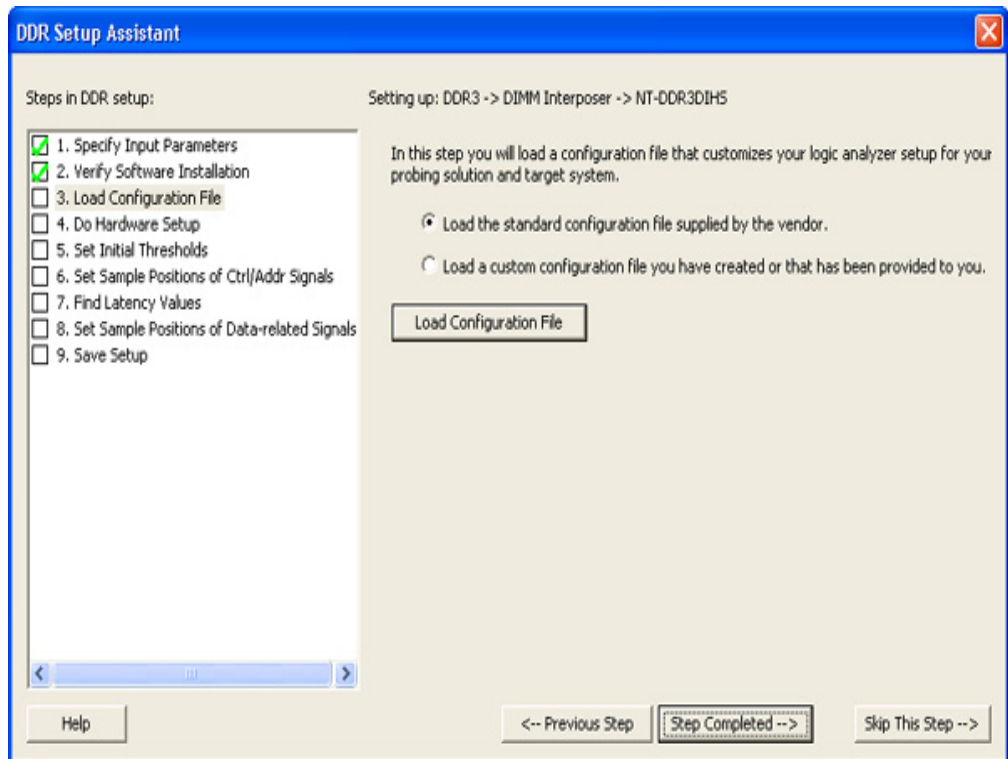 DDR Setup Assistant
Steps in DDR setup:
1. Specify Input Parameters
2. Verify Software Installation
3. Load Configuration File
4. Do Hardware Setup
5. Set Initial Thresholds
6. Set Sample Positions of Ctrl/Addr Signals
7. Find Latency Values
8. Set Sample Positions of Data-related Signals
9. Save Setup
Setting up: DDR3 -> DIMM Interposer -> NT-DDR3DIHS
In this step you will load a configuration file that customizes your logic analyzer setup for your
probing solution and target system.
Load the standard configuration file supplied by the vendor.
Load a custom configuration file you have created or that has been provided to you.
Load Configuration File
Help
<-- Previous Step
Step Completed -->
Skip This Step -->